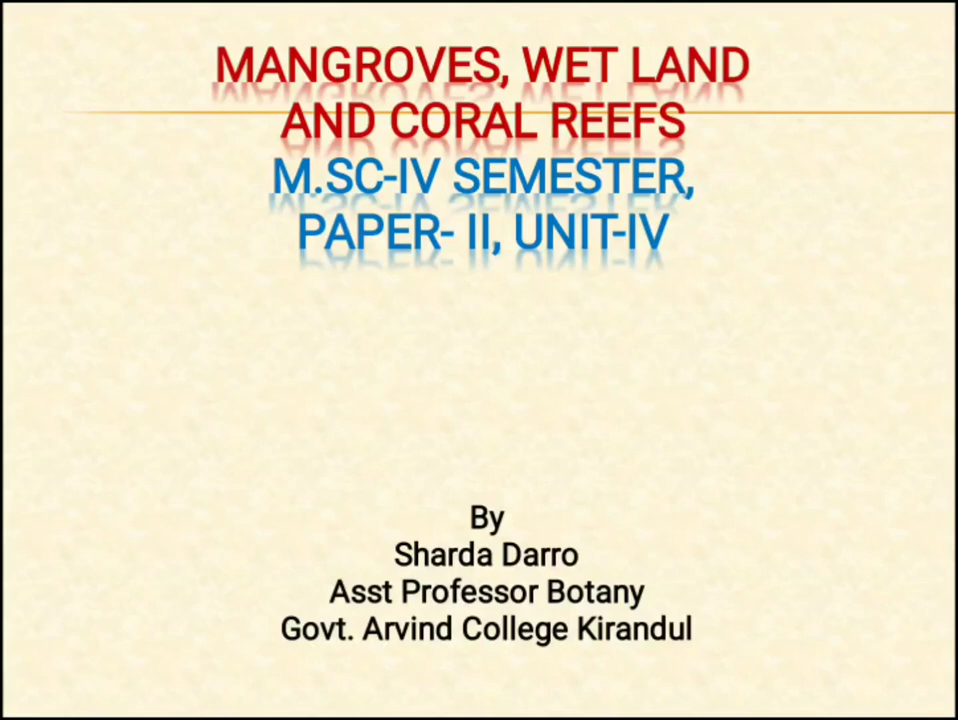 MANGROVES, WET LAND
AND CORAL REEFS
M.SC-IV SEMESTER,
PAPER- II, UNIT-IV
By
Sharda Darro
Asst Professor Botany
Govt. Arvind College Kirandul